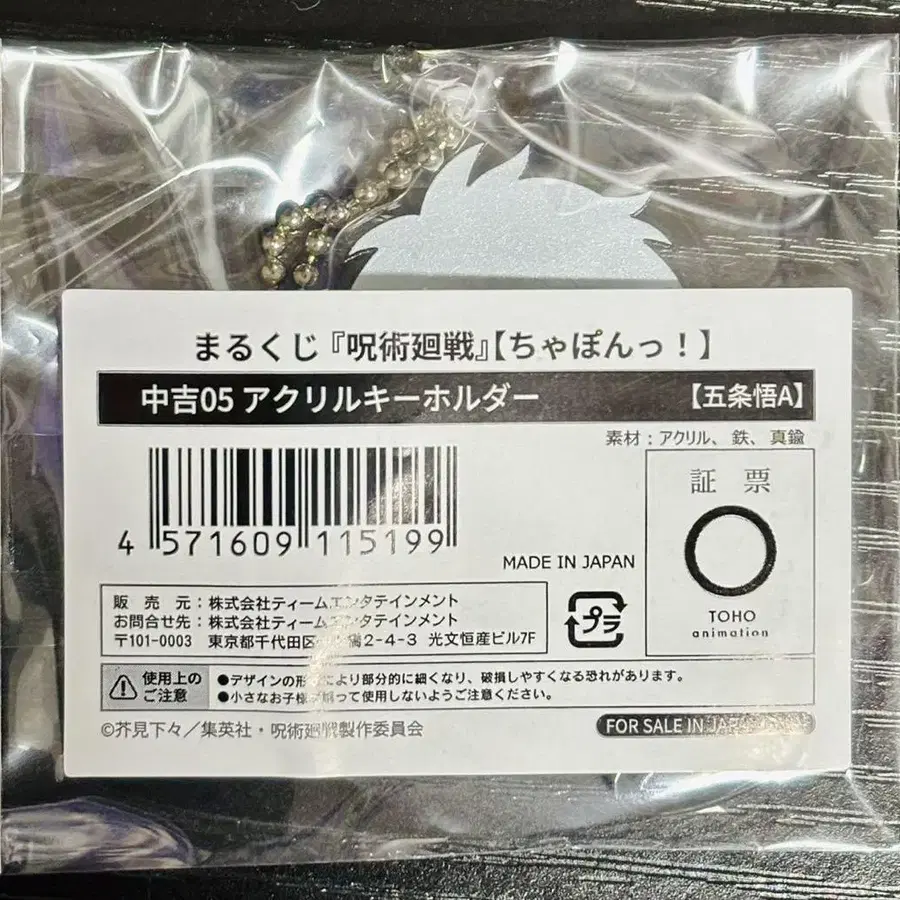 まるくじ『呪術廻戦』【ちゃぽんっ！】
中吉05 アクリルキーホルダー 【五条悟A】
素材：アクリル、鉄、真鍮
証 票
TOHO
animation
4 571609 115199
MADE IN JAPAN
プラ
販 売 元：株式会社ティームエンタテインメント
お問合せ先：株式会社ティームエンタテインメント
〒101-0003 東京都千代田区 2-4-3 光文恒産ビル7F
使用上の
ご注意
●デザインの形 により部分的に細くなり、破損しやすくなる恐れがあります。
●小さなお子様 って使用しないようご注意ください。
©芥見下々／集英社・呪術廻戦製作委員会
FOR SALE IN JAPAN